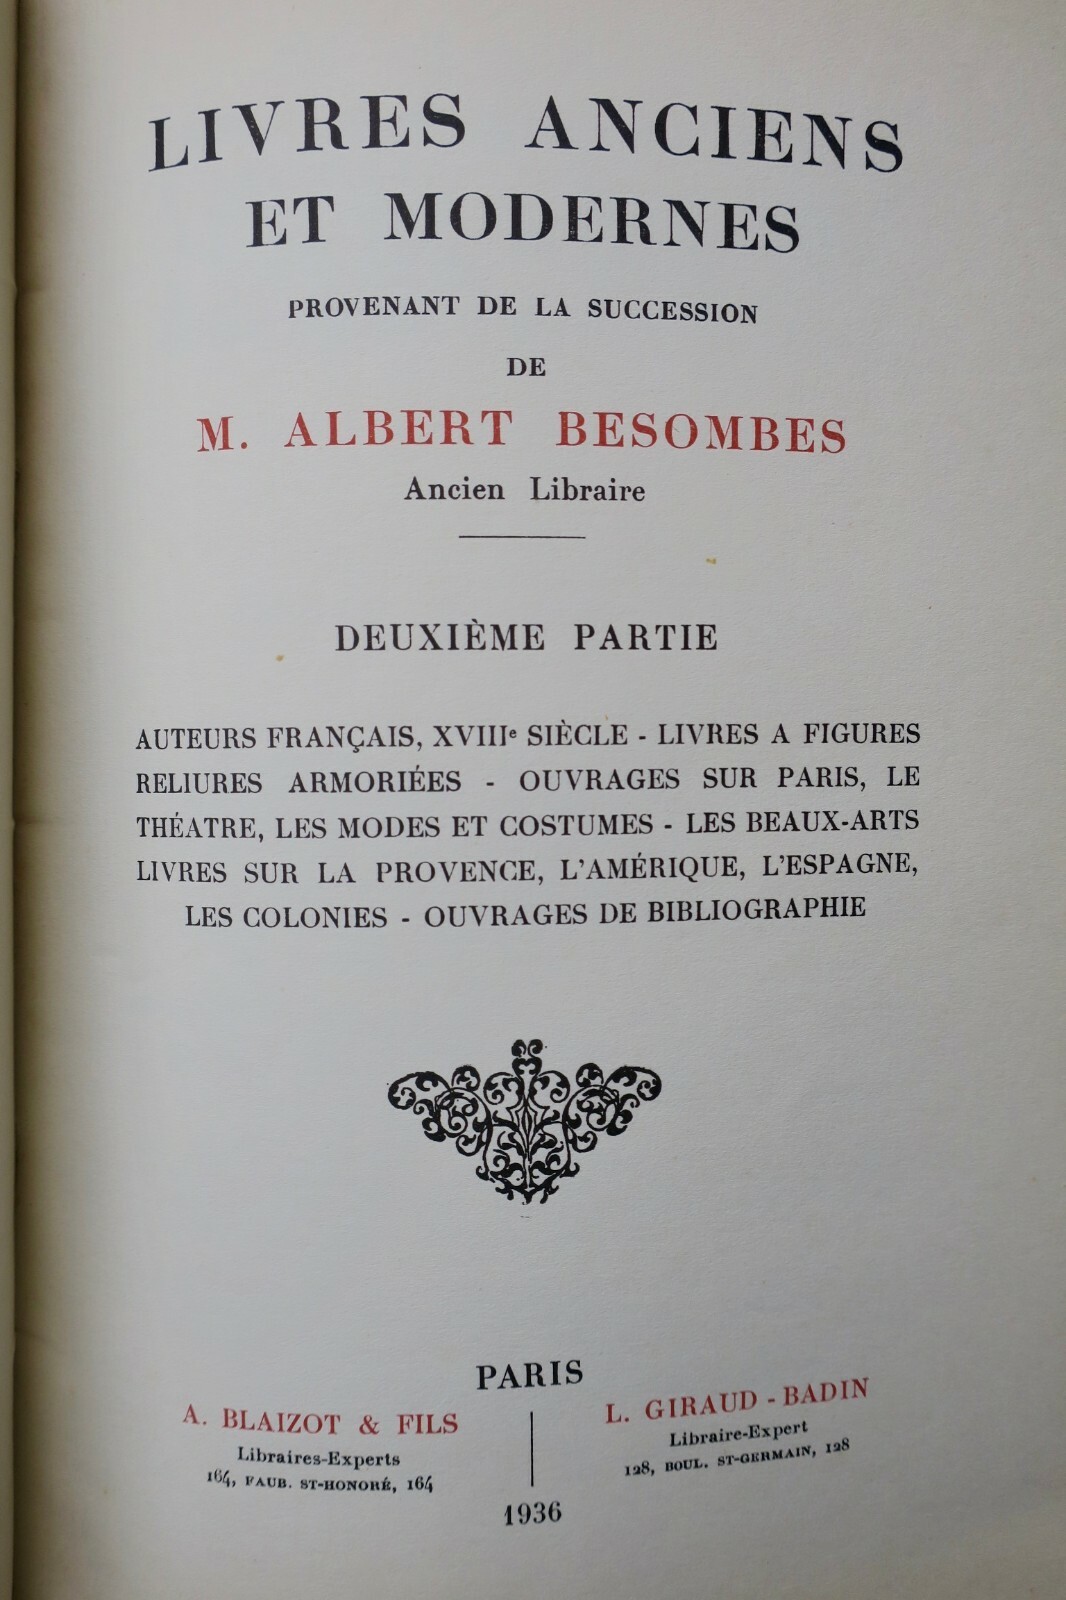 LIVRES ANCIENS
ET MODERNES
PROVENANT DE LA SUCCESSION
DE
M. ALBERT BESOMBES
Ancien Libraire
DEUXIÈME PARTIE
AUTEURS FRANÇAIS, XVIIIe SIÈCLE - LIVRES A FIGURES
RELIURES ARMORIÉES - OUVRAGES SUR PARIS, LE
THÉATRE, LES MODES ET COSTUMES - LES BEAUX-ARTS
LIVRES SUR LA PROVENCE, L'AMÉRIQUE, L'ESPAGNE,
LES COLONIES - OUVRAGES DE BIBLIOGRAPHIE
PARIS
A. BLAIZOT & FILS
Libraires-Experts
164, FAUB. ST-HONORÉ, 164
L. GIRAUD-BADIN
Libraire-Expert
128, BOUL. ST-GERMAIN, 128
1936